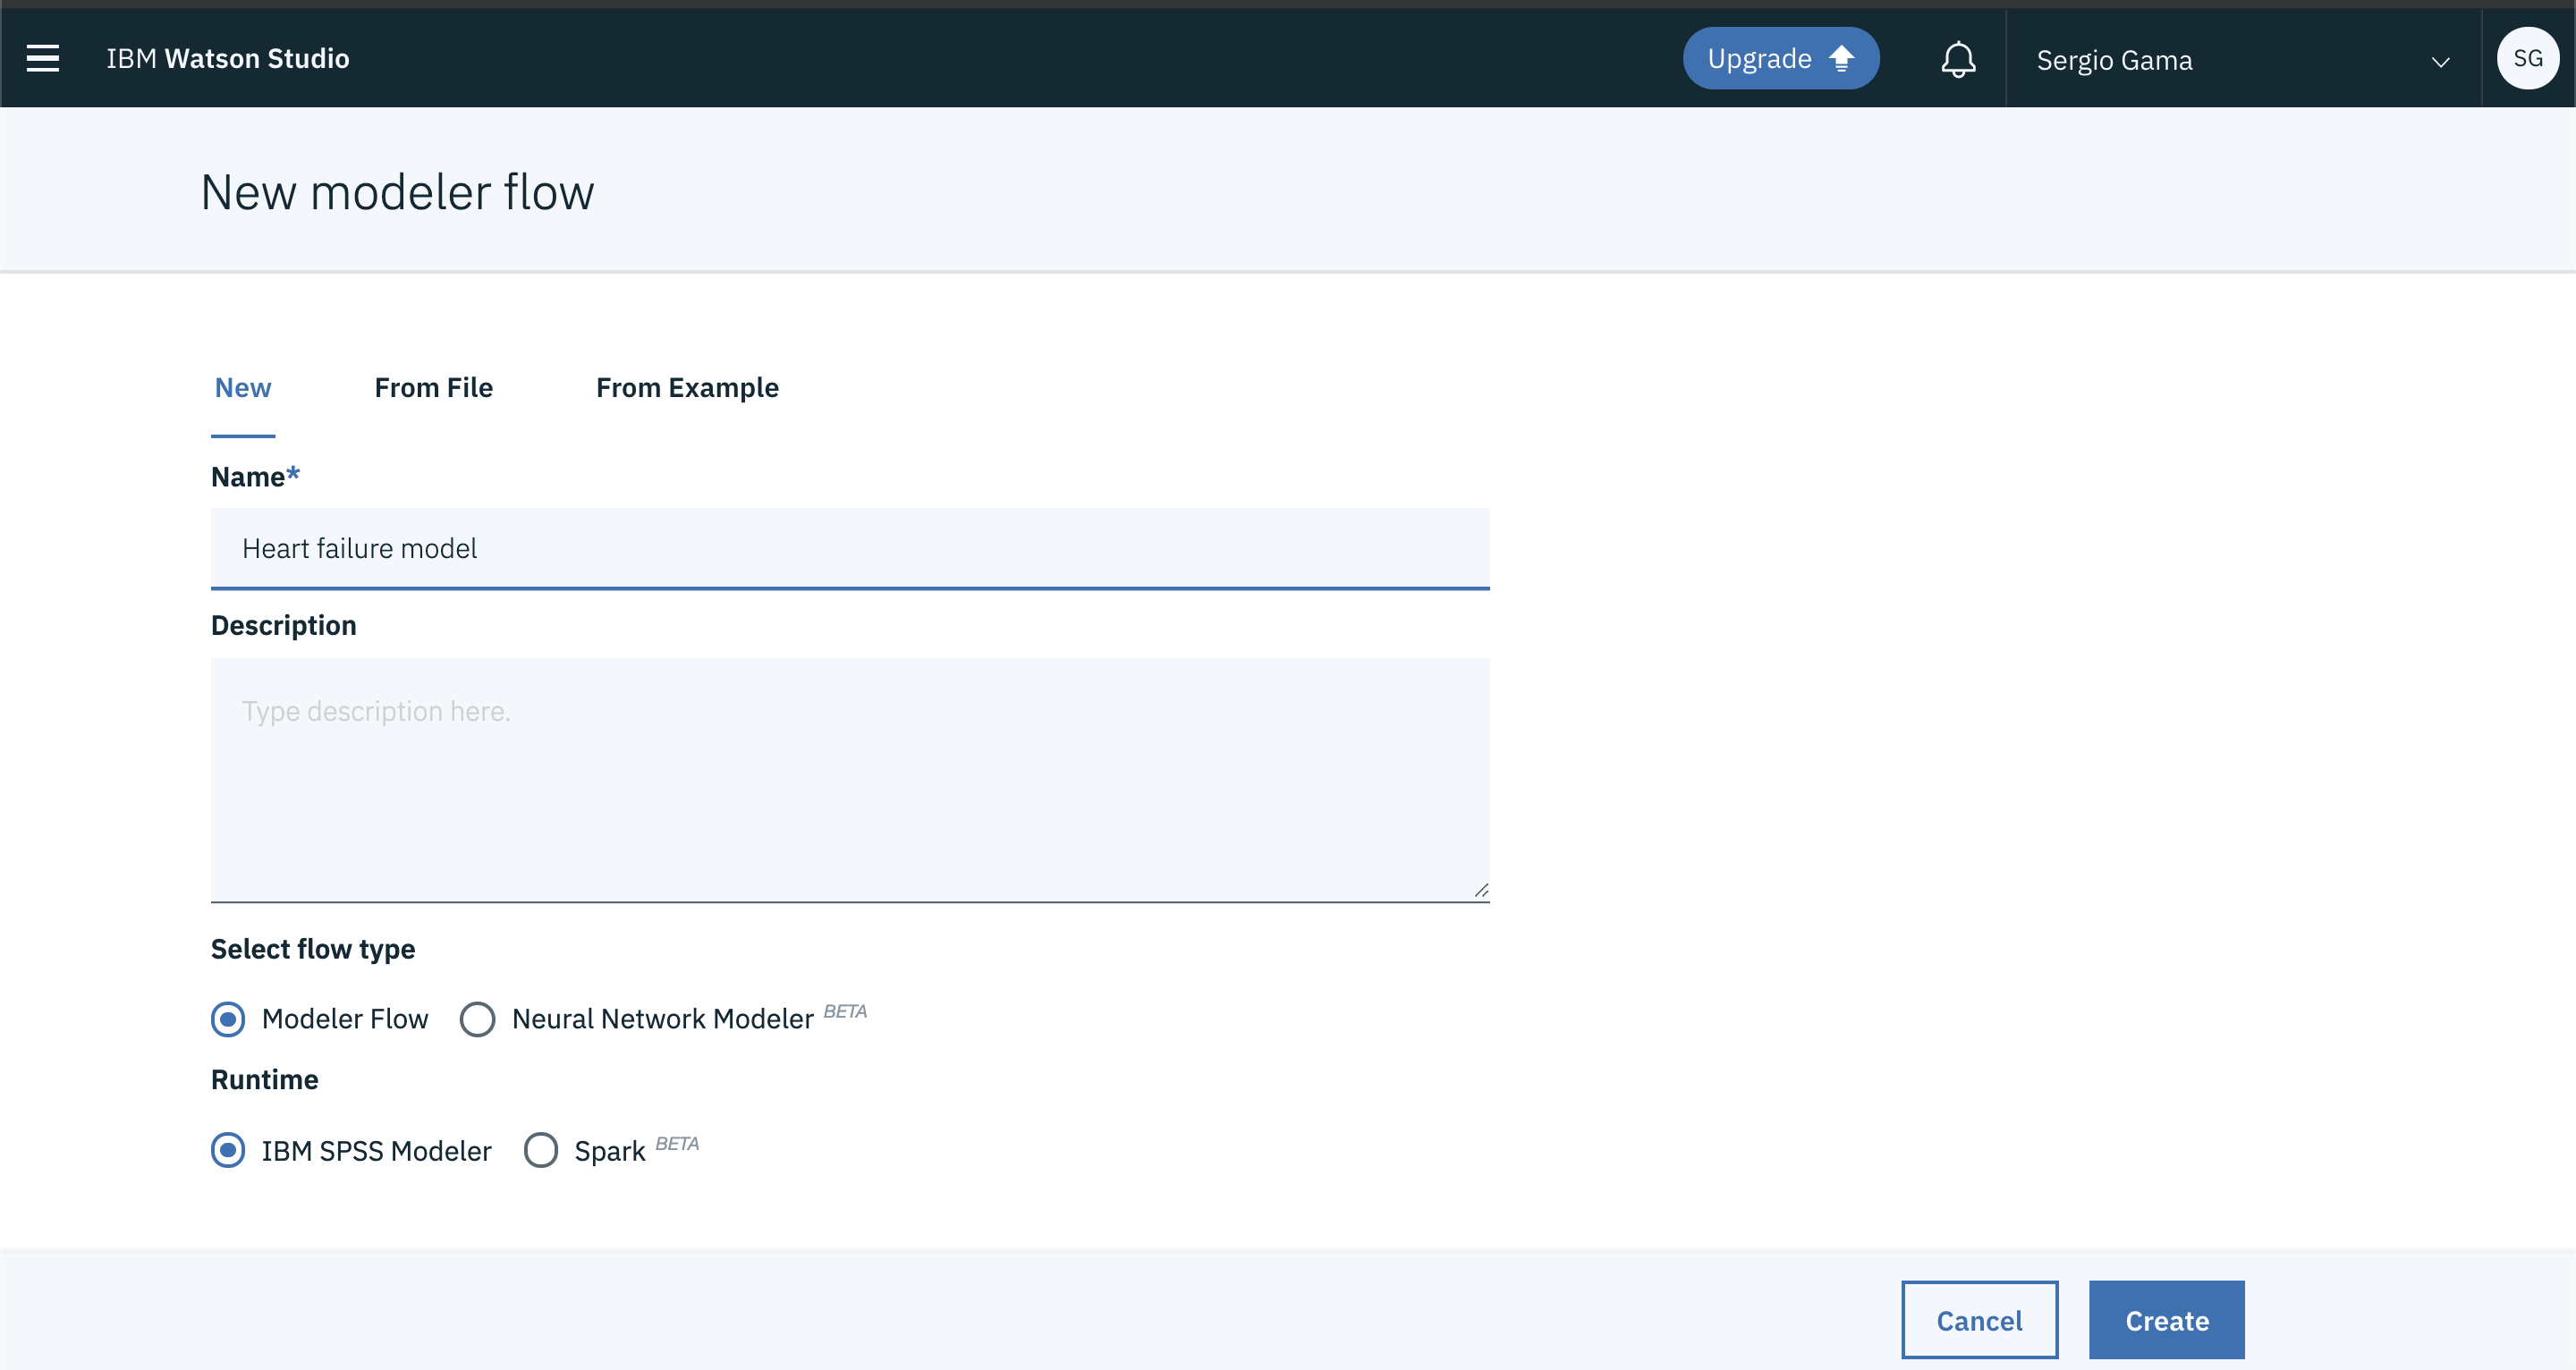 IBM Watson Studio
Upgrade
Sergio Gama
SG
New modeler flow
New
From File
From Example
Name*
Heart failure model
Description
Type description here.
Select flow type
Modeler Flow
Neural Network Modeler BETA
Runtime
IBM SPSS Modeler
Spark BETA
Cancel
Create